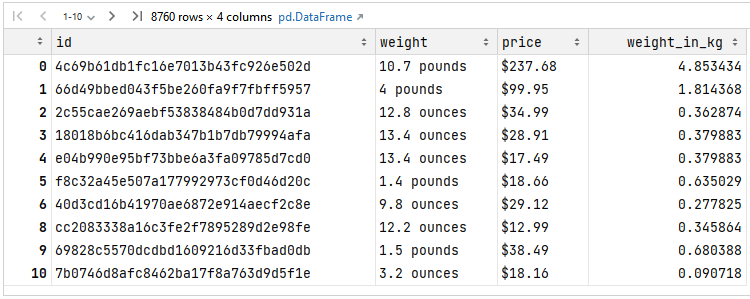 1-10 8760 rows × 4 columns pd.DataFrame
id weight price weight_in_kg
0 4c69b61db1fc16e7013b43fc926e502d 10.7 pounds $237.68 4.853434
1 66d49bbed043f5be260fa9f7fbff5957 4 pounds $99.95 1.814368
2 2c55cae269aebf53838484b0d7dd931a 12.8 ounces $34.99 0.362874
3 18018b6bc416dab347b1b7db79994afa 13.4 ounces $28.91 0.379883
4 e04b990e95bf73bbe6a3fa09785d7cd0 13.4 ounces $17.49 0.379883
5 f8c32a45e507a177992973cf0d46d20c 1.4 pounds $18.66 0.635029
6 40d3cd16b41970ae6872e914aecf2c8e 9.8 ounces $29.12 0.277825
8 cc2083338a16c3fe2f7895289d2e98fe 12.2 ounces $12.99 0.345864
9 69828c5570dcdbd1609216d33fbad0db 1.5 pounds $38.49 0.680388
10 7b0746d8afc8462ba17f8a763d9d5f1e 3.2 ounces $18.16 0.090718